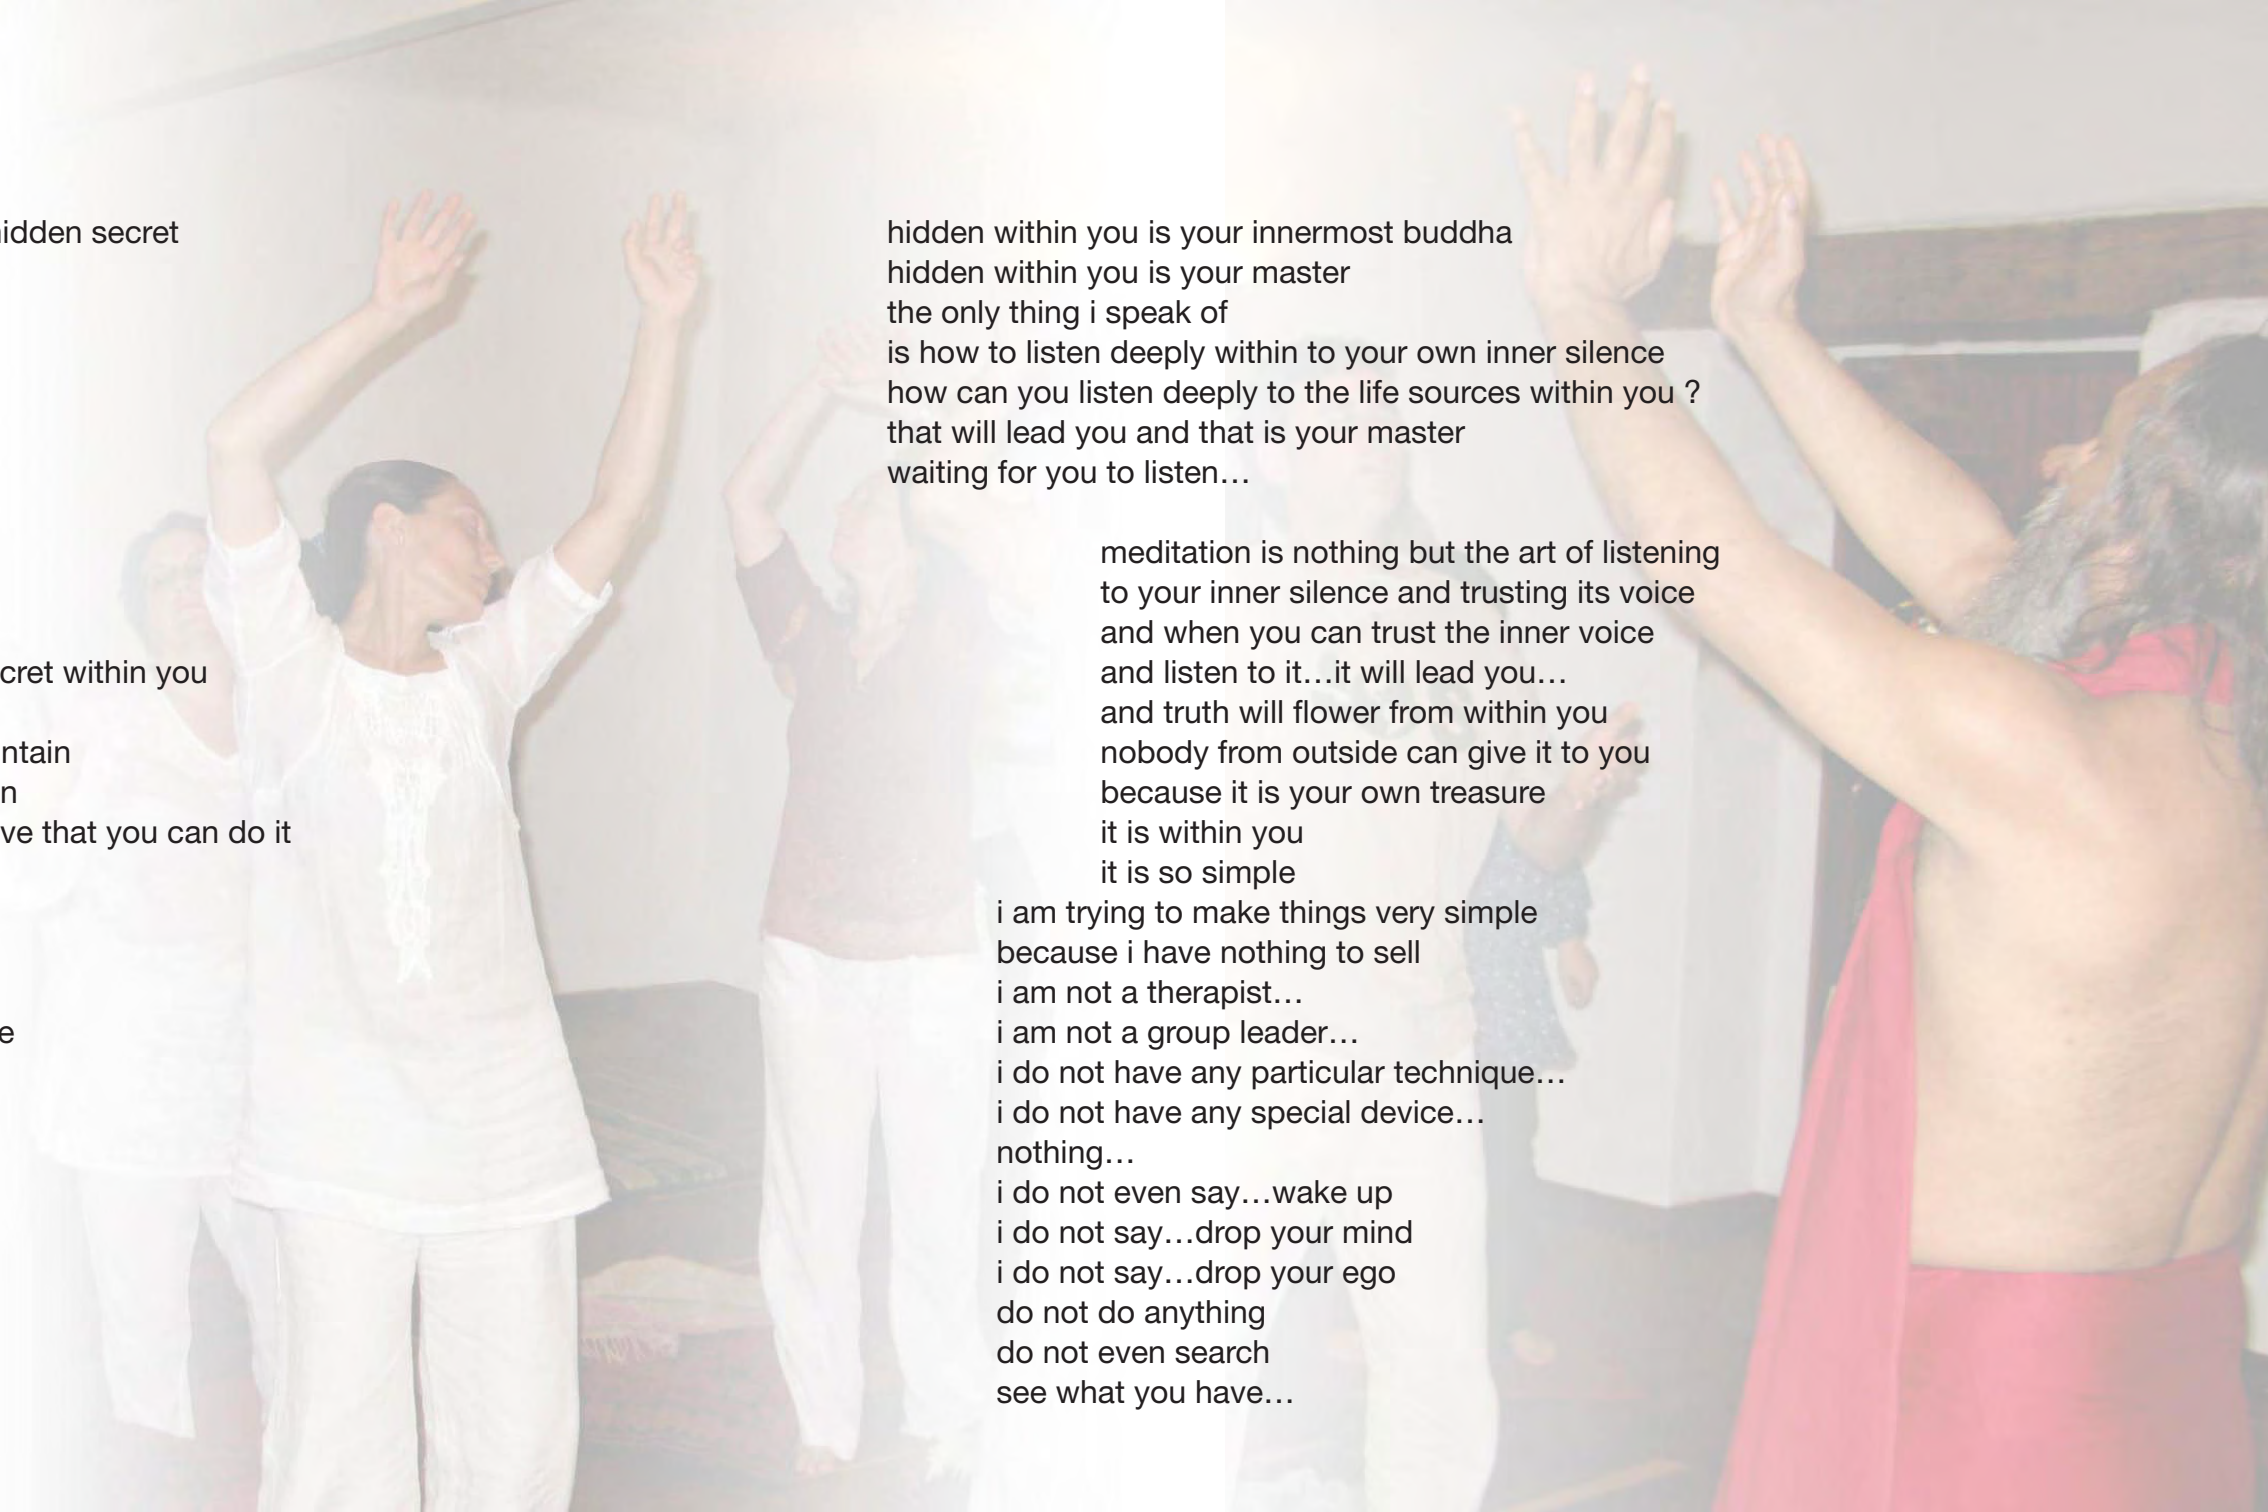 hidden secret
within you
that you can do it
hidden within you is your innermost buddha
hidden within you is your master
the only thing i speak of
is how to listen deeply within to your own inner silence
how can you listen deeply to the life sources within you ?
that will lead you and that is your master
waiting for you to listen…
meditation is nothing but the art of listening
to your inner silence and trusting its voice
and when you can trust the inner voice
and listen to it…it will lead you…
and truth will flower from within you
nobody from outside can give it to you
because it is your own treasure
it is within you
it is so simple
i am trying to make things very simple
because i have nothing to sell
i am not a therapist…
i am not a group leader…
i do not have any particular technique…
i do not have any special device…
nothing…
i do not even say…wake up
i do not say…drop your mind
i do not say…drop your ego
do not do anything
do not even search
see what you have…